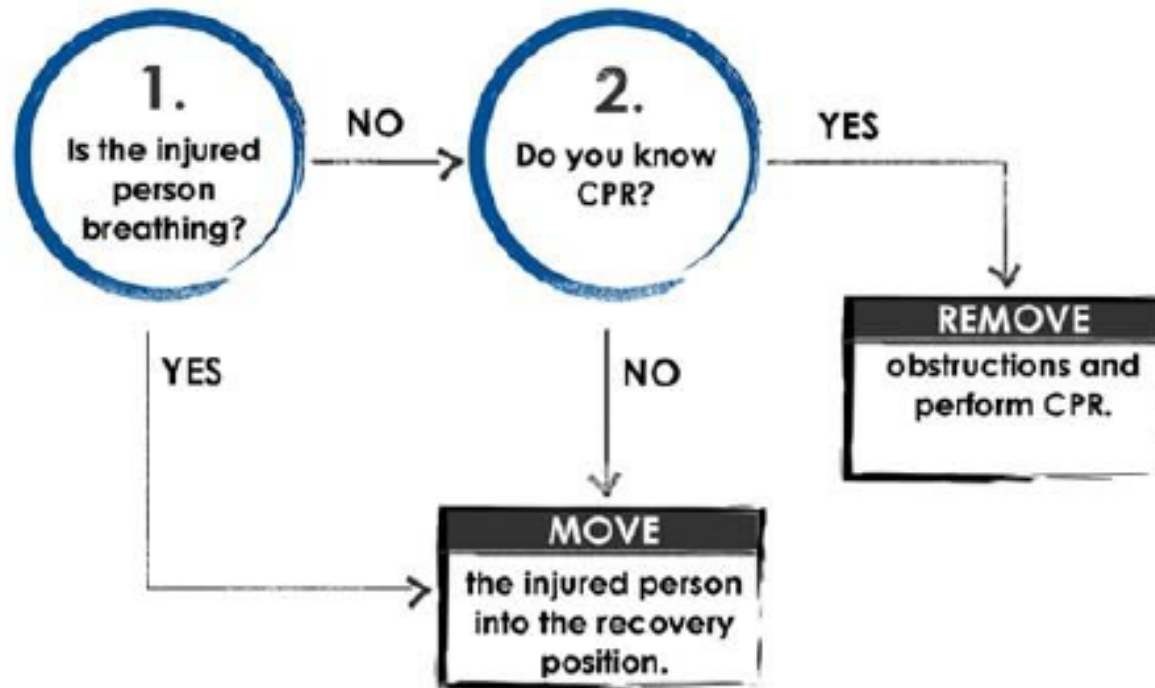 1.
Is the injured
person
breathing?
NO
2.
Do you know
CPR?
YES
REMOVE
obstructions and
perform CPR.
YES
NO
MOVE
the injured person
into the recovery
position.